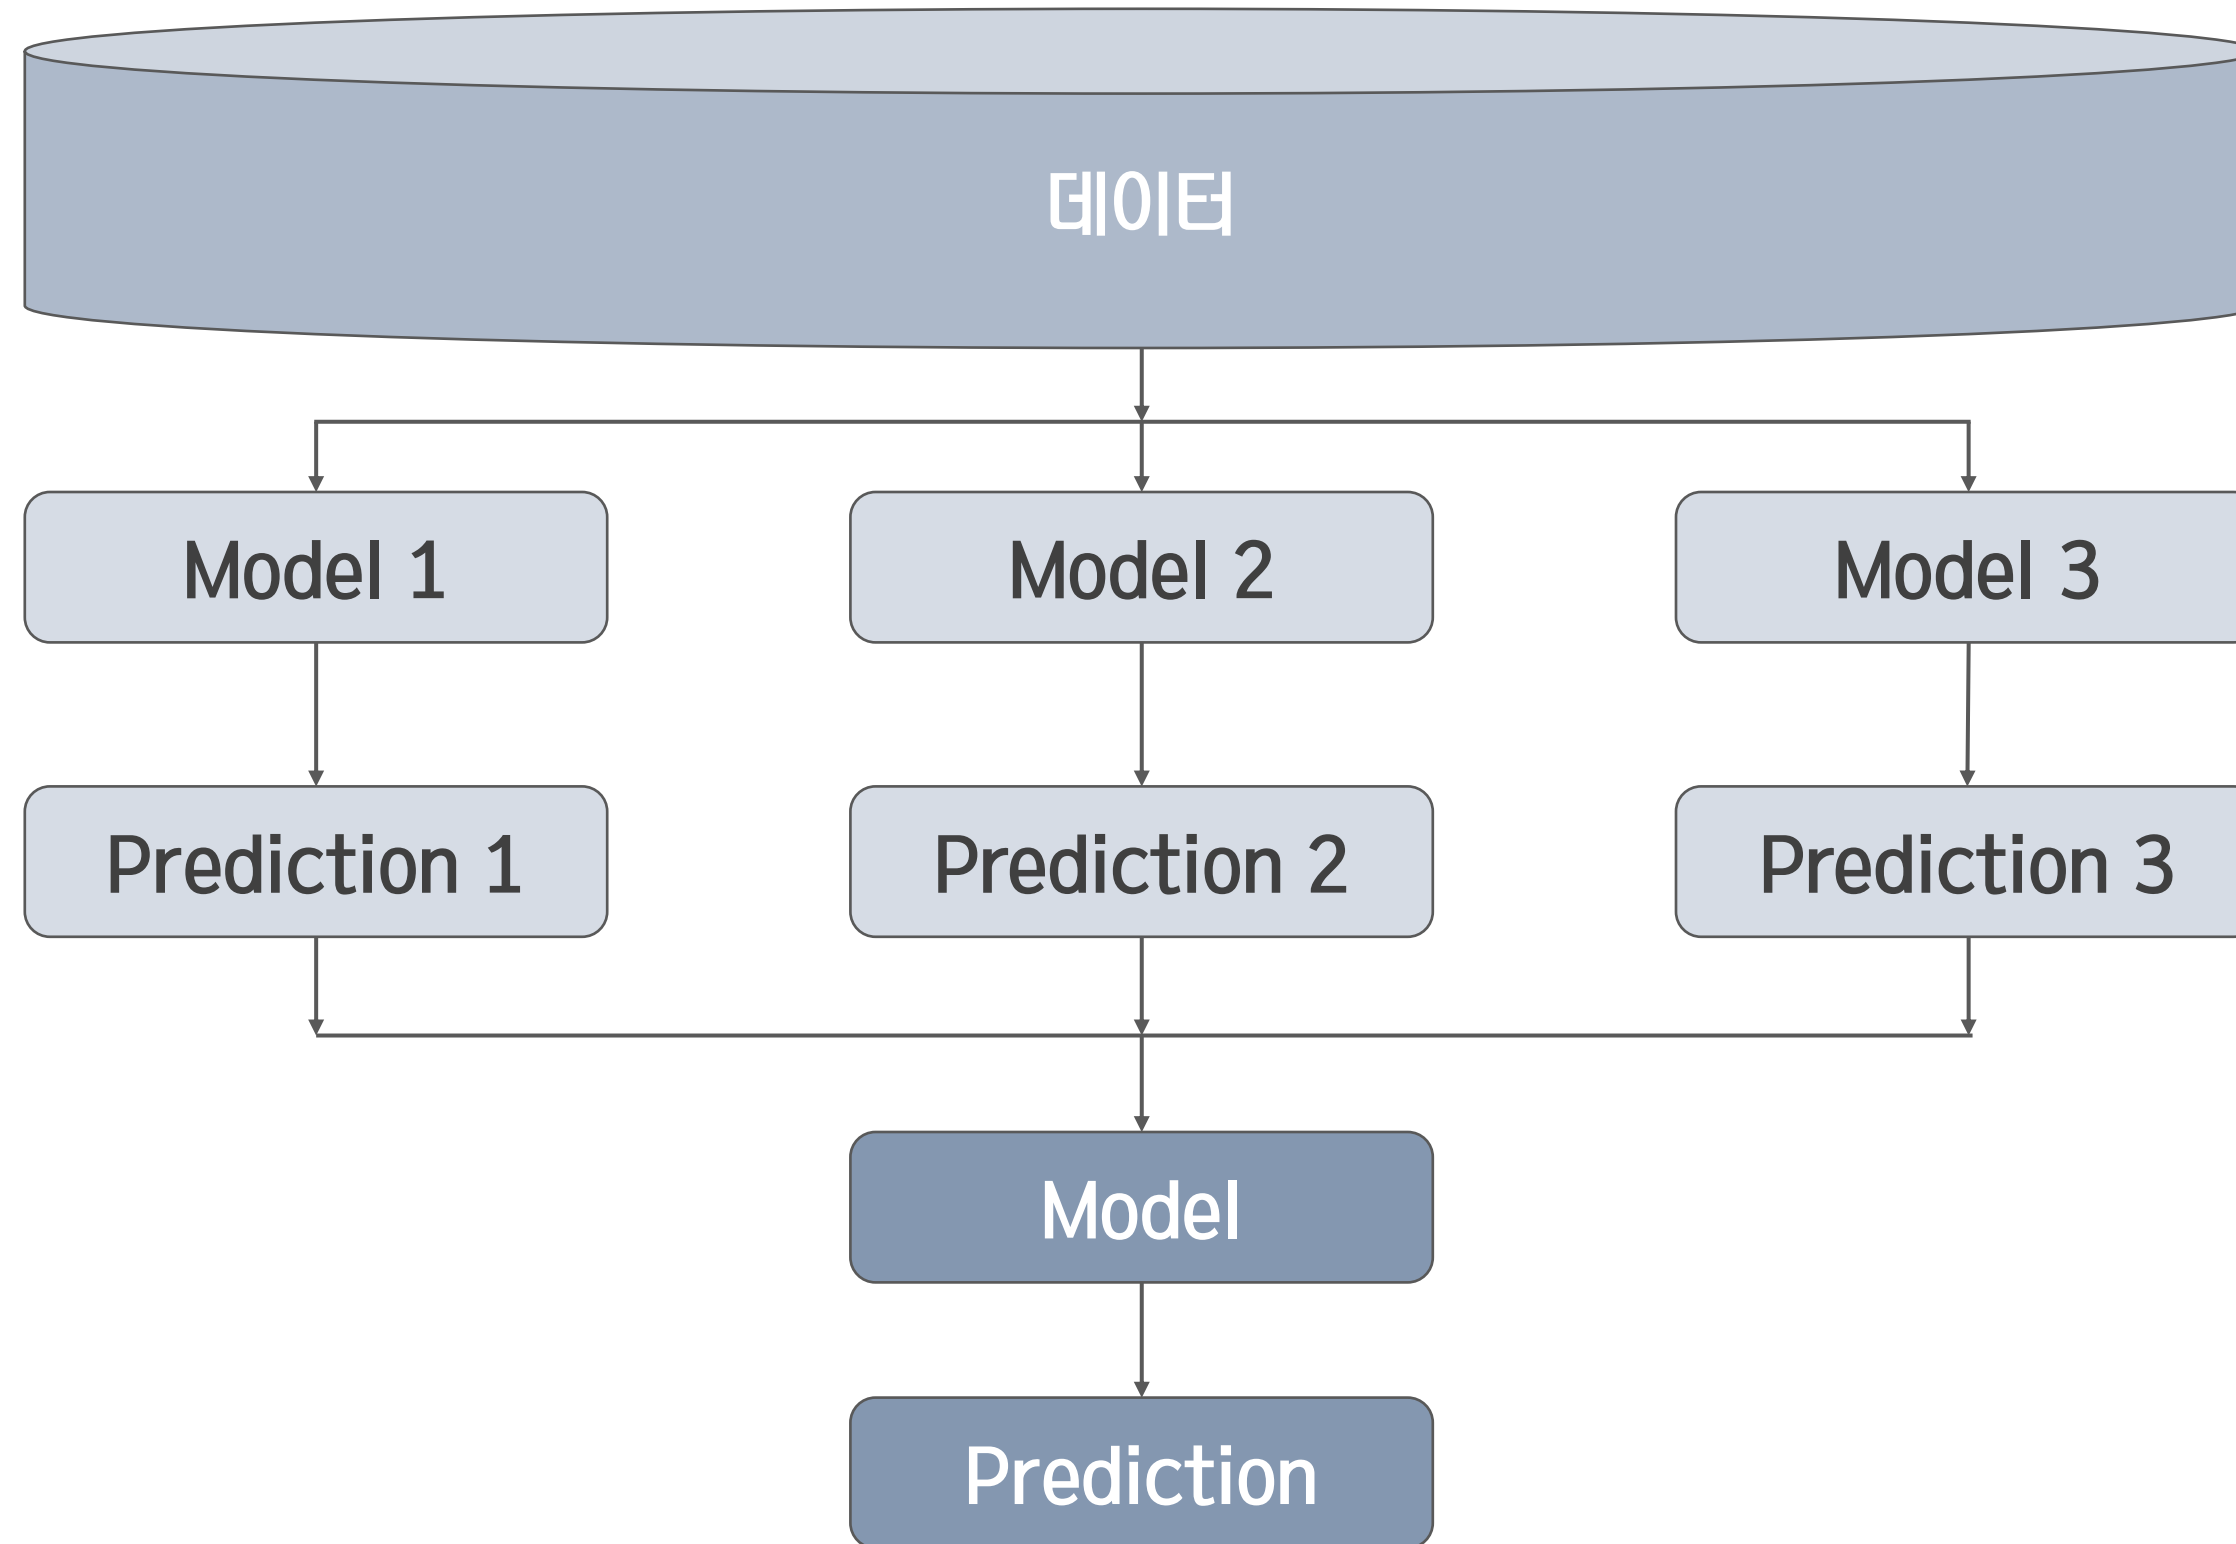 데이터
Model 1
Model 2
Model 3
Prediction 1
Prediction 2
Prediction 3
Model
Prediction